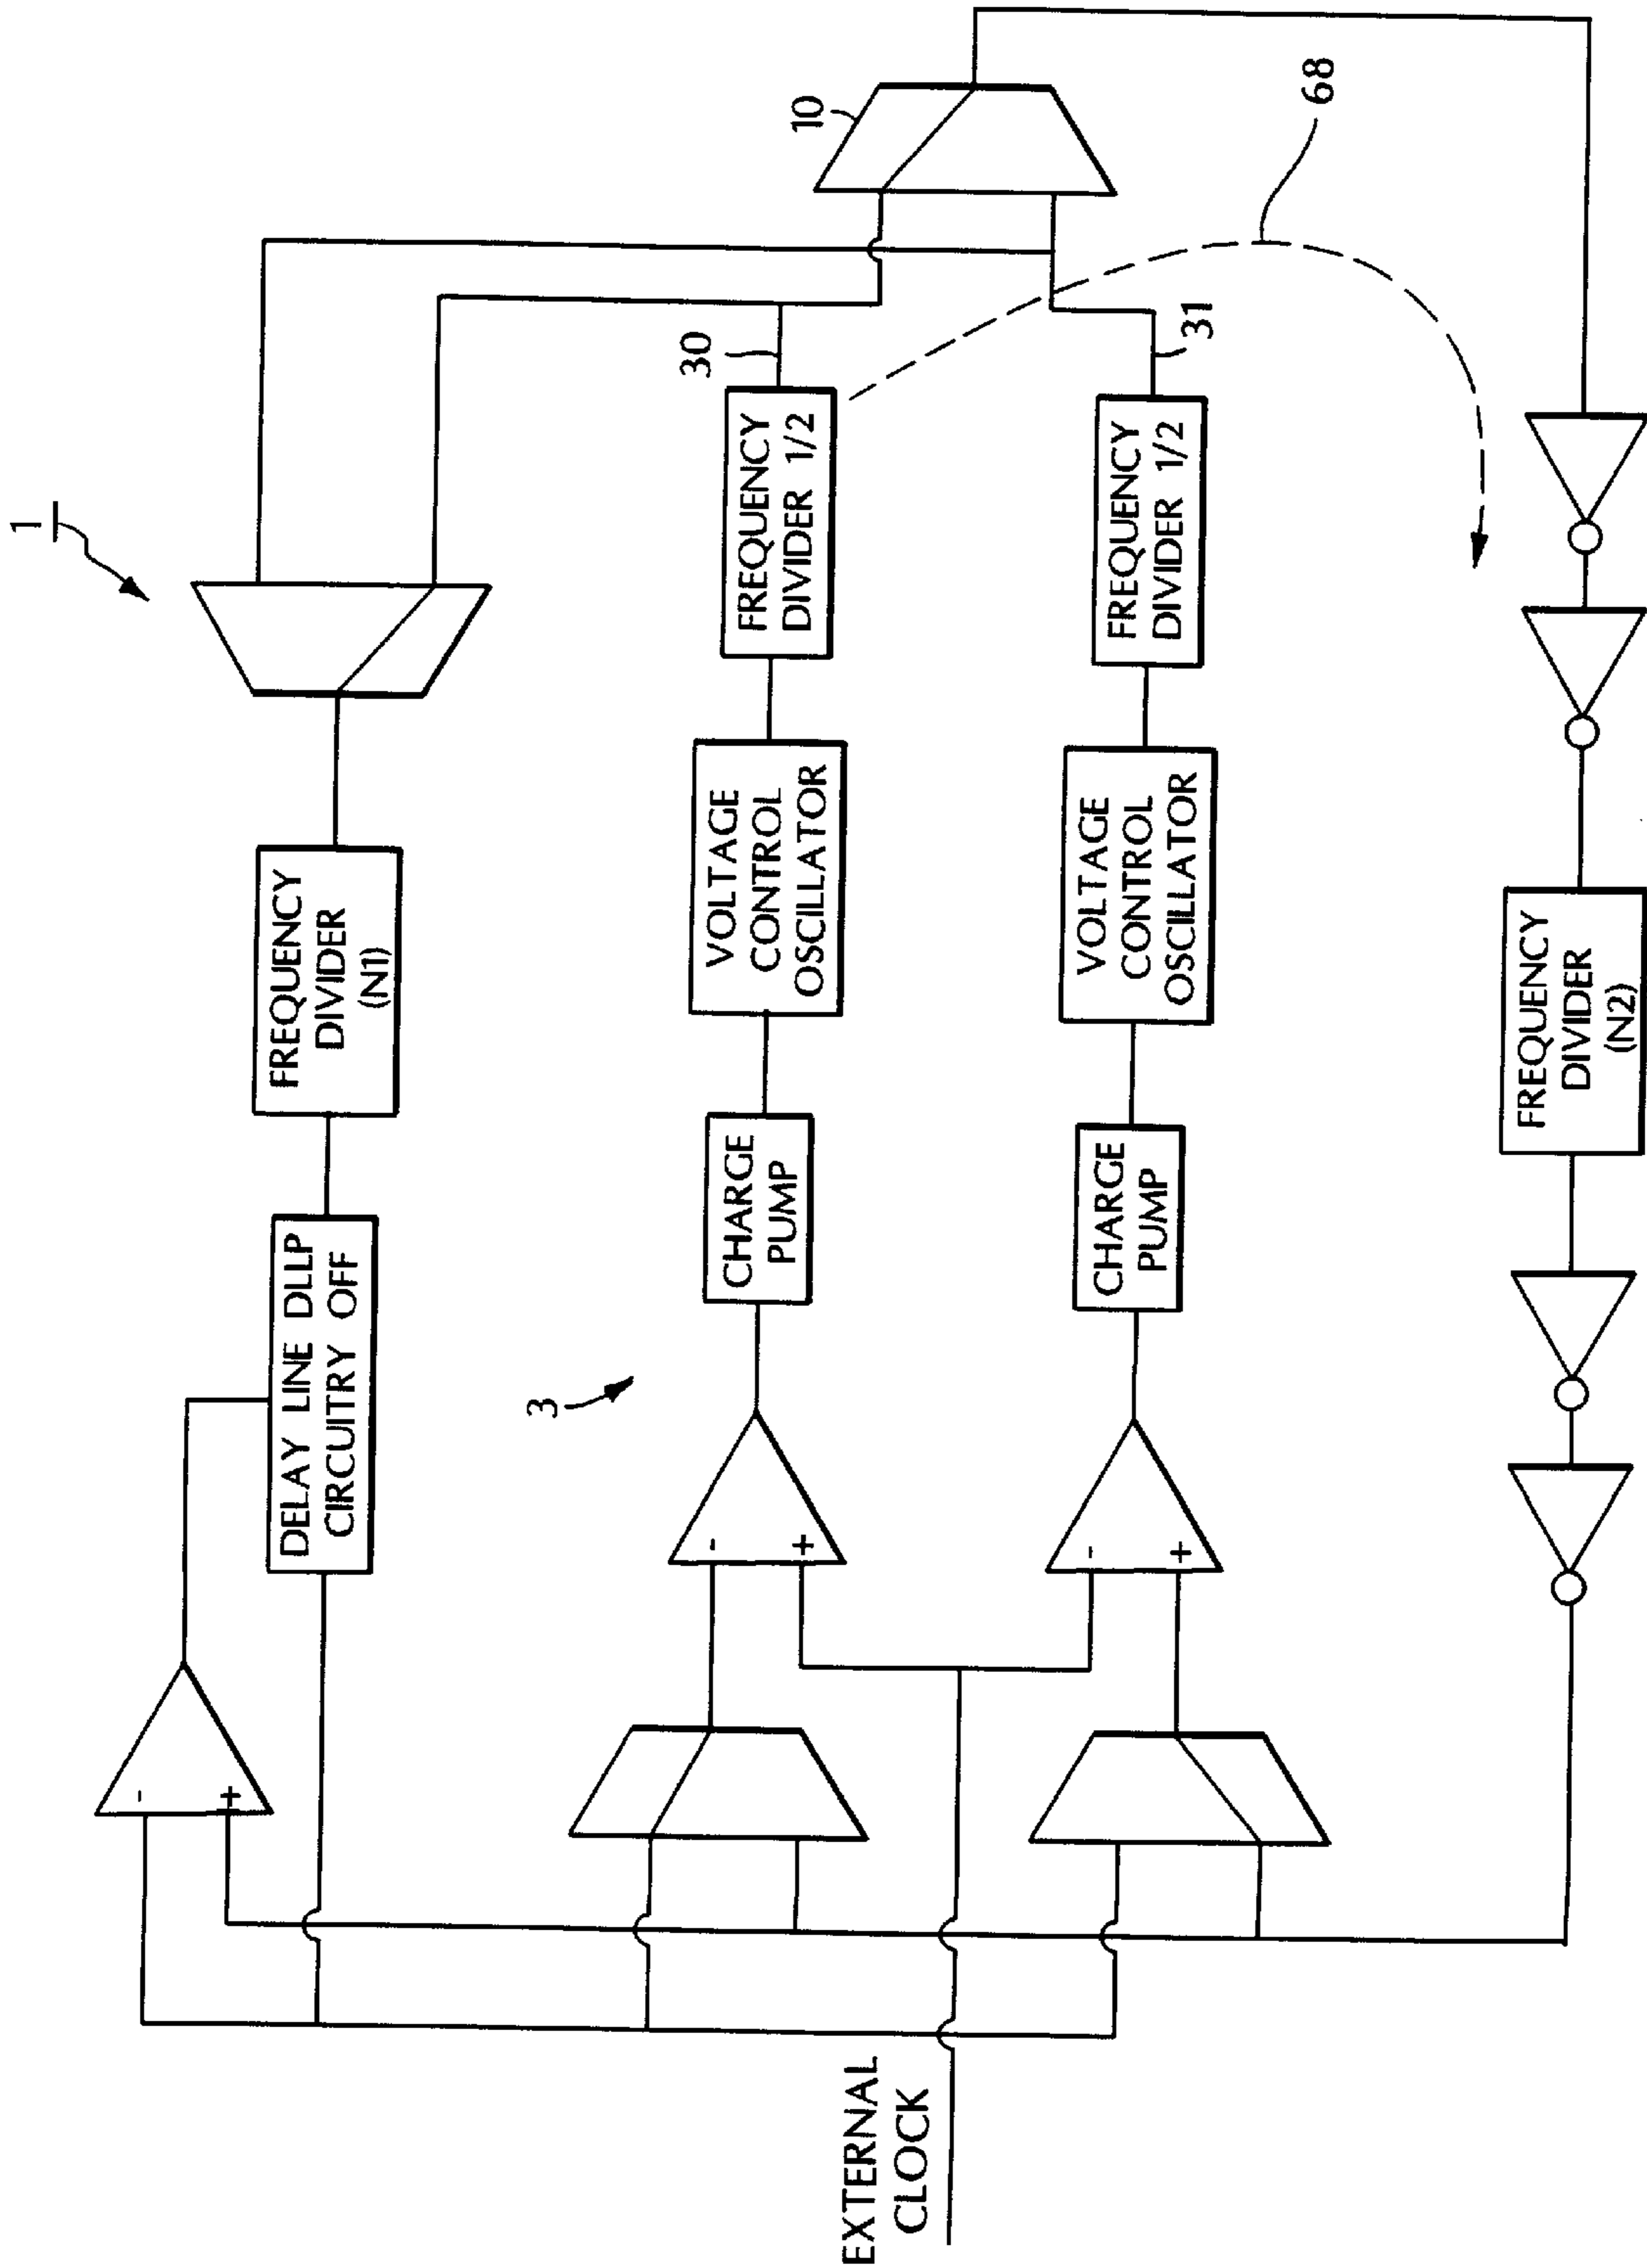 1
FREQUENCY
DIVIDER
(N1)
DELAY LINE DLLP
CIRCUITRY OFF
-
+
10
68
30
FREQUENCY
DIVIDER 1/2
VOLTAGE
CONTROL
OSCILLATOR
CHARGE
PUMP
3
-
+
31
FREQUENCY
DIVIDER 1/2
VOLTAGE
CONTROL
OSCILLATOR
CHARGE
PUMP
-
+
EXTERNAL
CLOCK
FREQUENCY
DIVIDER
(N2)